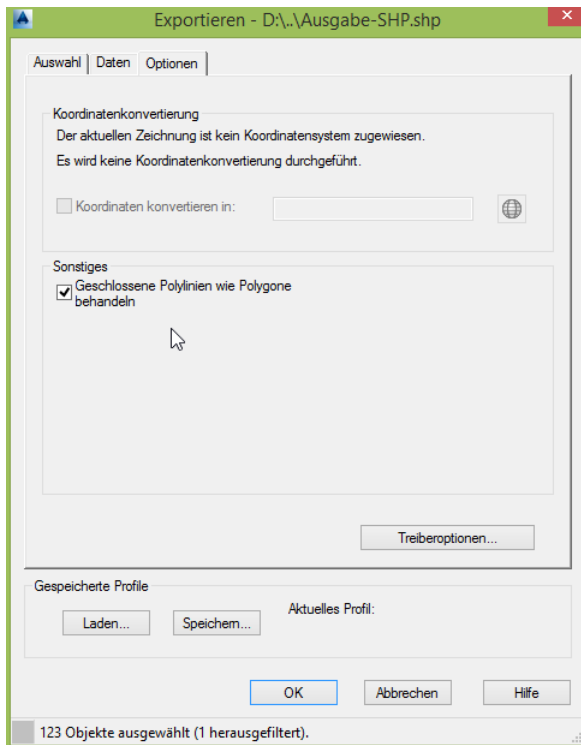 Exportieren - D:\..\Ausgabe-SHP.shp
Auswahl
Daten
Optionen
Koordinatenkonvertierung
Der aktuellen Zeichnung ist kein Koordinatensystem zugewiesen.
Es wird keine Koordinatenkonvertierung durchgeführt.
Koordinaten konvertieren in:
Sonstiges
Geschlossene Polylinien wie Polygone
behandeln
Treiberoptionen...
Gespeicherte Profile
Laden...
Speichern...
Aktuelles Profil:
OK
Abbrechen
Hilfe
123 Objekte ausgewählt (1 herausgefiltert).